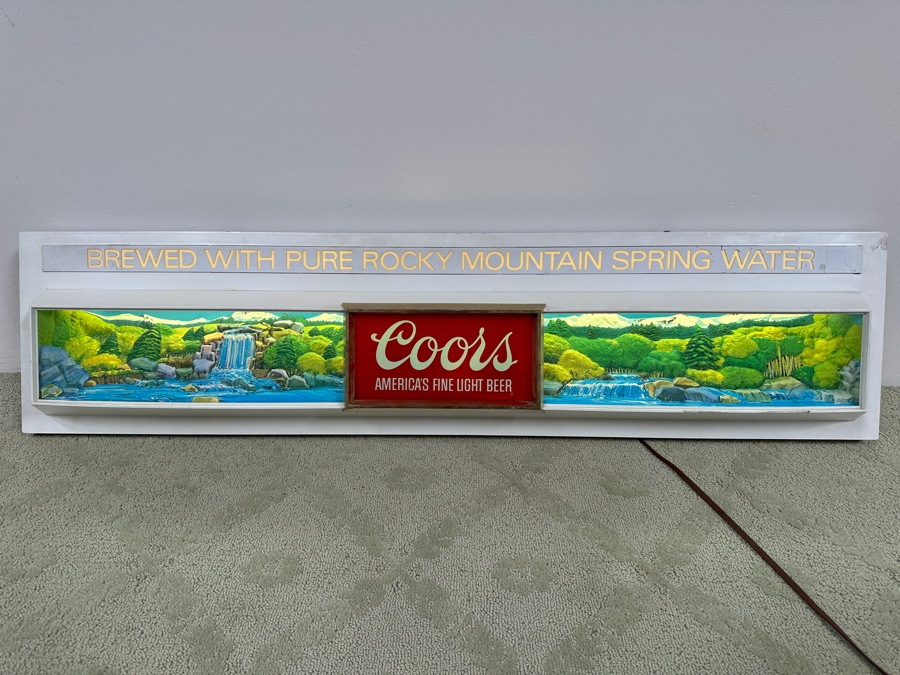 BREWED WITH PURE ROCKY MOUNTAIN SPRING WATER
Coors
AMERICA'S FINE LIGHT BEER